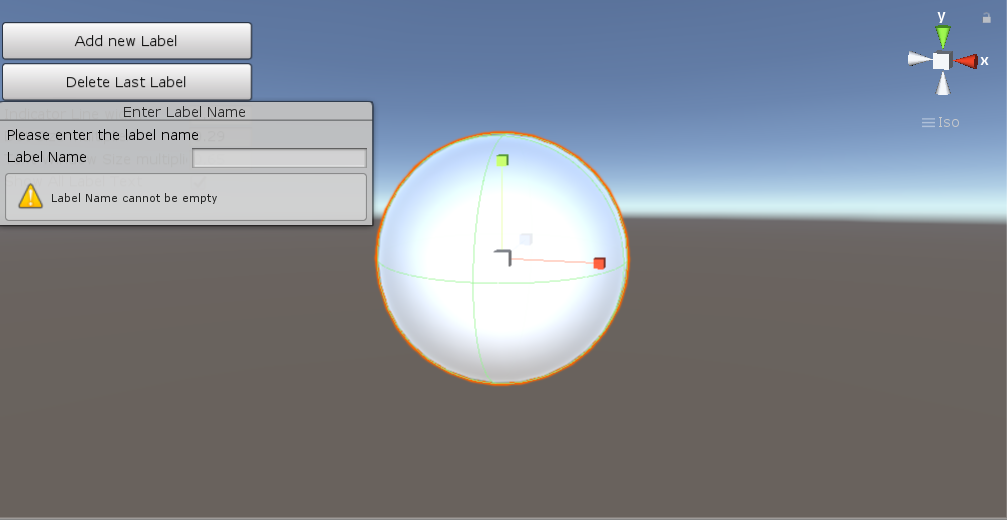 Add new Label
Delete Last Label
Enter Label Name
Please enter the label name
Label Name
Label Name cannot be empty
y
x
Iso